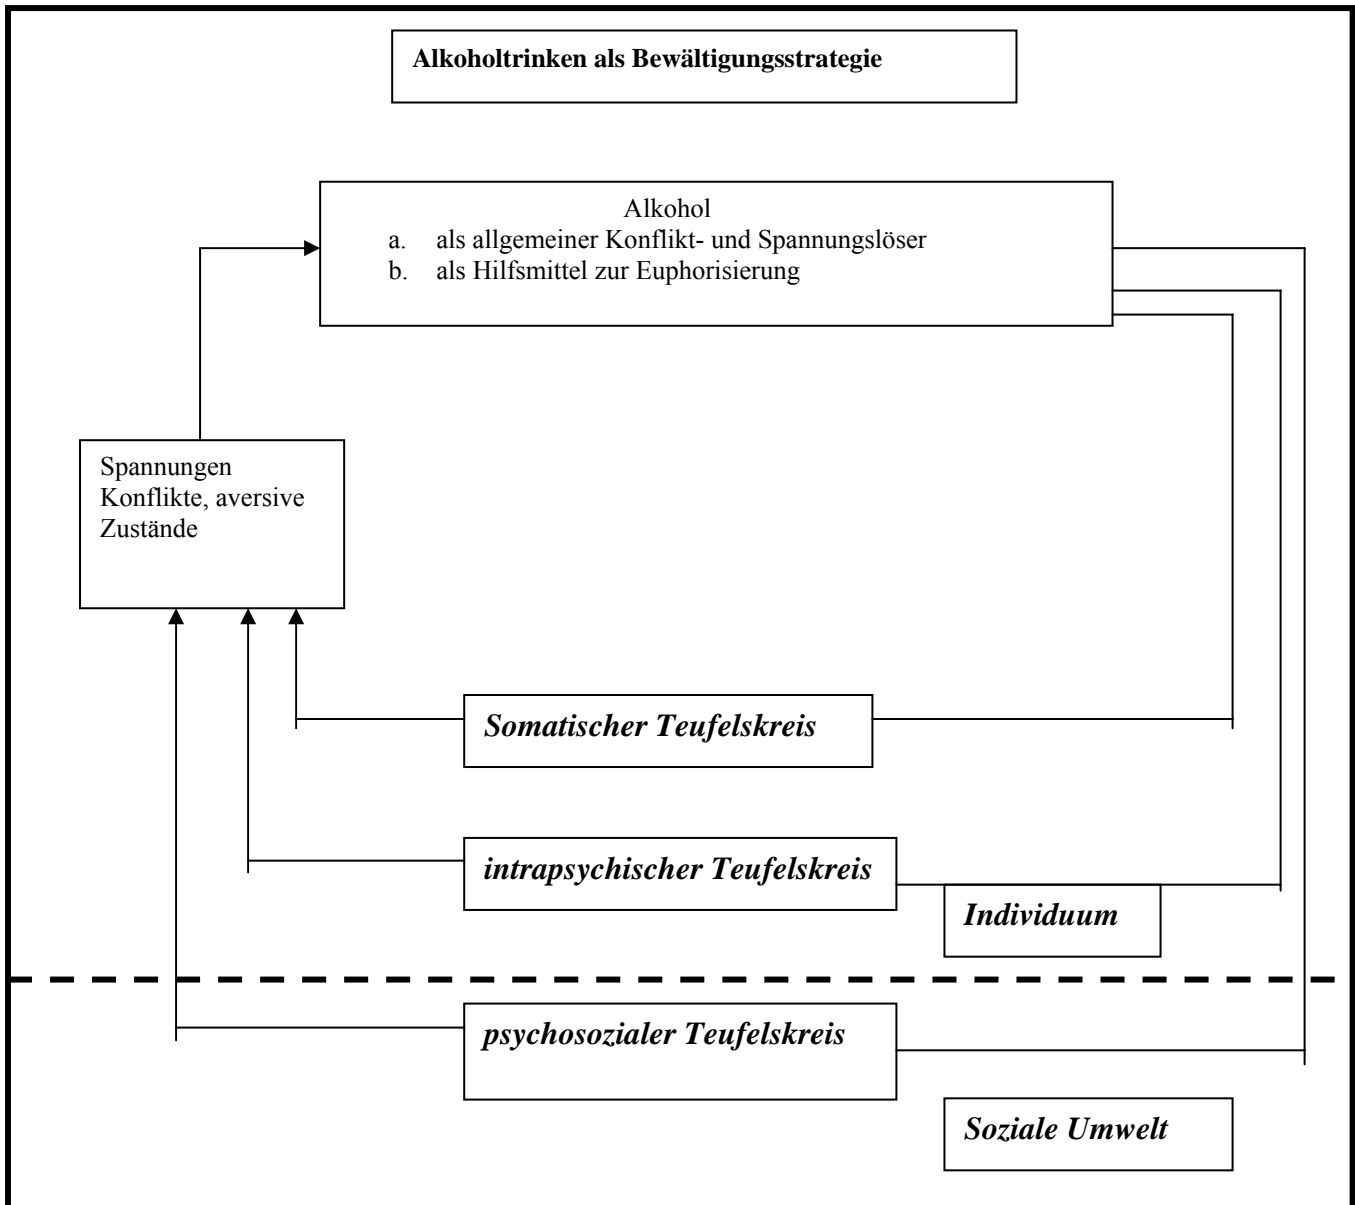 Alkoholtrinken als Bewältigungsstrategie
Alkohol
a. als allgemeiner Konflikt- und Spannungslöser
b. als Hilfsmittel zur Euphorisierung
Spannungen
Konflikte, aversive
Zustände
Somatischer Teufelskreis
intrapsychischer Teufelskreis
Individuum
psychosozialer Teufelskreis
Soziale Umwelt